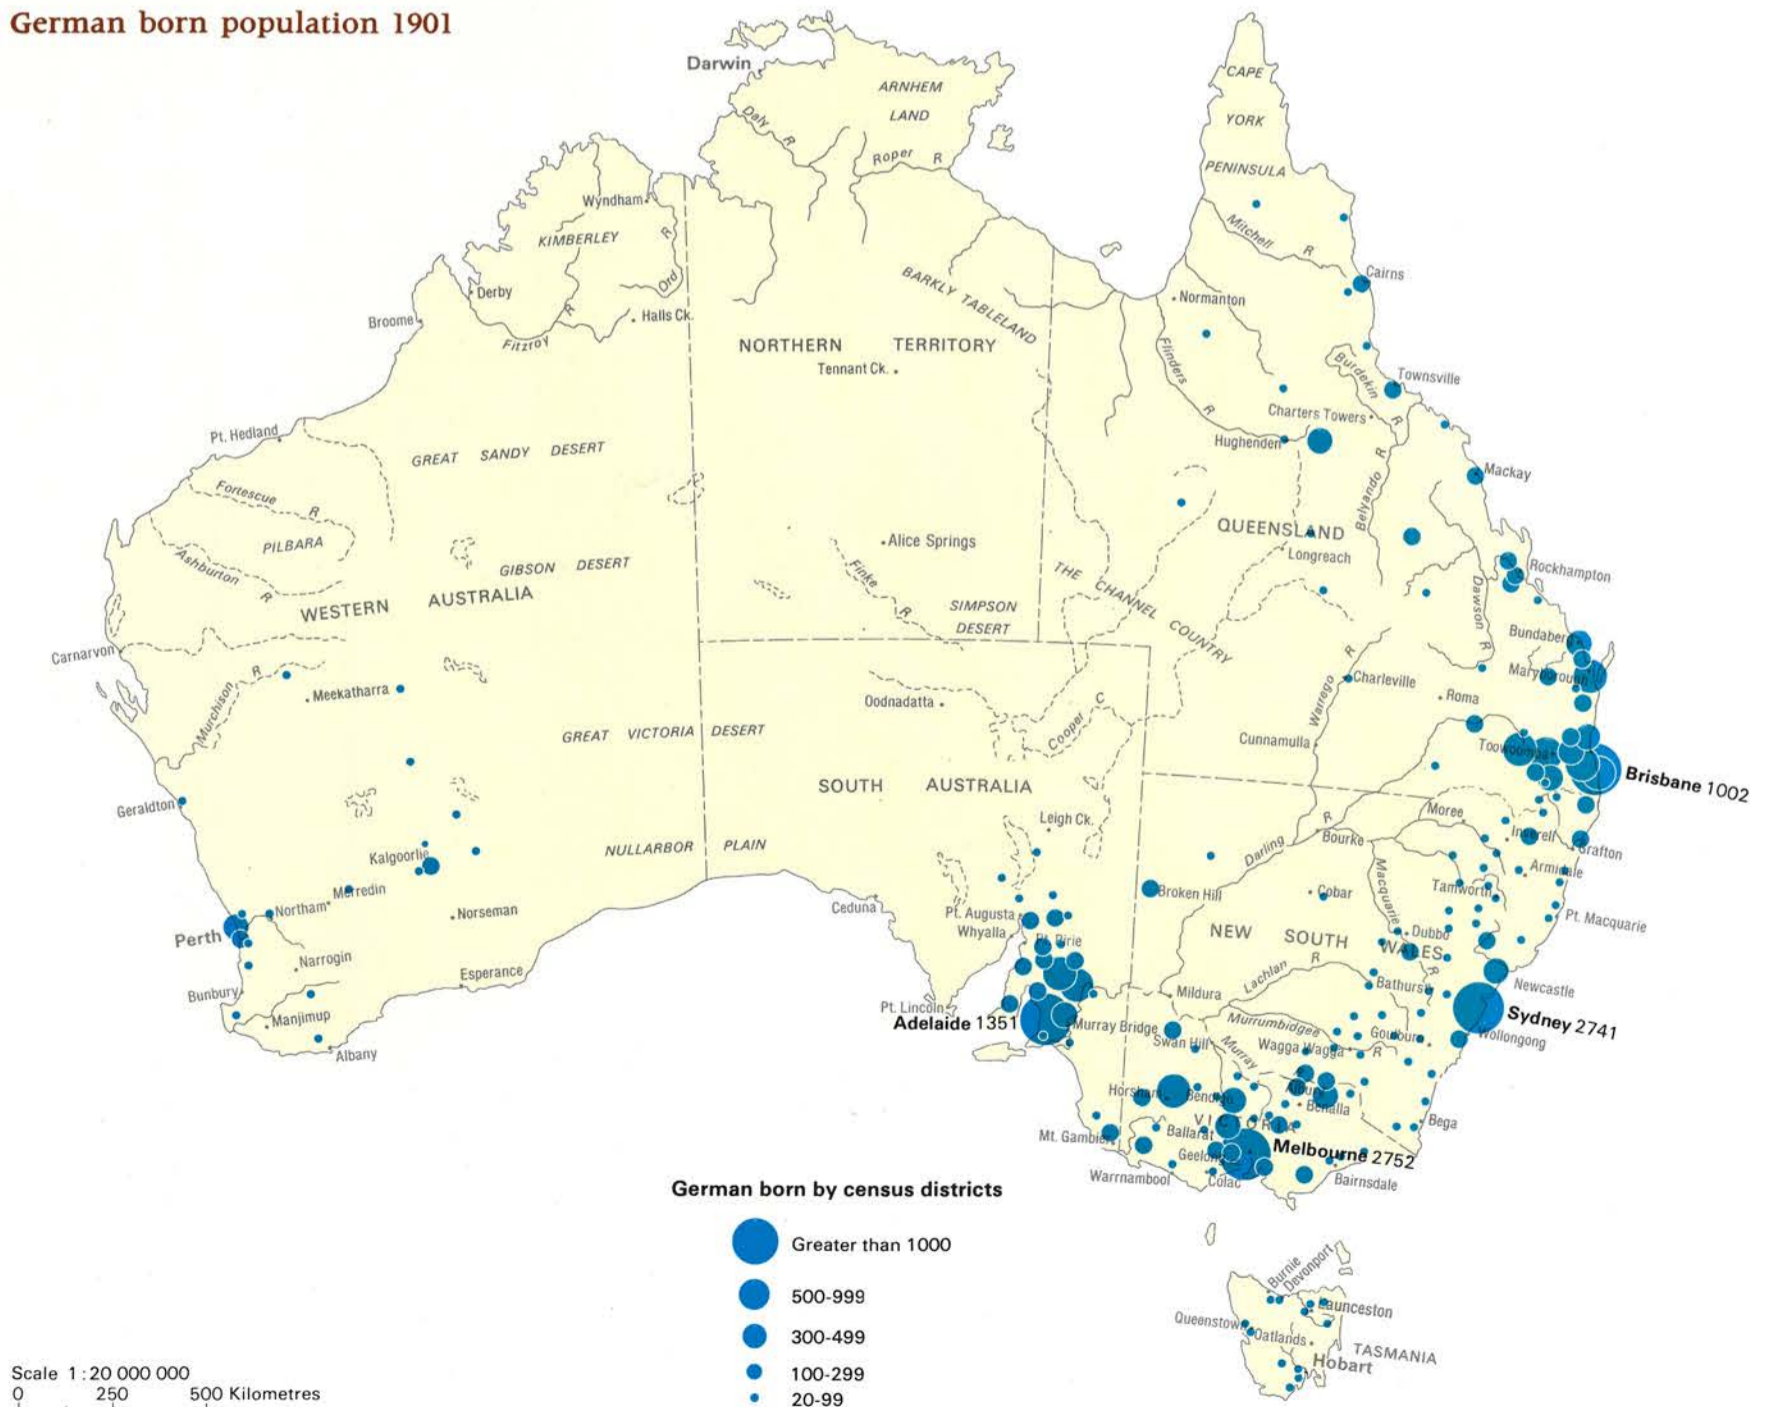 German born population 1901
Darwin
ARNHEM
LAND
Daly R
Roper R
CAPE
YORK
PENINSULA
Mitchell R
Wyndham
KIMBERLEY
R
Ord
Derby
Broome
Halls Ck.
Fitzroy
R
BARKLY TABLELAND
NORTHERN TERRITORY
Tennant Ck.
Normanton
Flinders
R
Cairns
Burdekin
R
Townsville
Charters Towers
Hughenden
Pt. Hedland
GREAT SANDY DESERT
Fortescue
R
PILBARA
Ashburton
R
GIBSON DESERT
WESTERN AUSTRALIA
Alice Springs
Finke
R
SIMPSON
DESERT
THE CHANNEL COUNTRY
QUEENSLAND
Belyando R
Longreach
Mackay
Rockhampton
Dawson
R
Bundaberg
Maryborough
Carnarvon
Murchison
R
Meekatharra
Oodnadatta
Cooper C
Warrego
R
Charleville
Roma
Cunnamulla
Toowoomba
Brisbane 1002
GREAT VICTORIA DESERT
SOUTH AUSTRALIA
Geraldton
Leigh Ck.
NULLARBOR PLAIN
Kalgoorlie
Merredin
Northam
Norseman
Perth
Narrogin
Esperance
Bunbury
Manjimup
Albany
Ceduna
Pt. Augusta
Whyalla
Pt. Pirie
Pt. Lincoln
Adelaide 1351
Murray Bridge
Broken Hill
Darling
R
Bourke
Moree
Inverell
Grafton
Armidale
Tamworth
Cobar
Macquarie
R
Dubbo
Pt. Macquarie
NEW SOUTH WALES
Lachlan
R
Bathurst
Newcastle
Sydney 2741
Wollongong
Mildura
Murrumbidgee
R
Goulburn
Swan Hill
Murray
Wagga Wagga
Horsham
Bendigo
Albury
Benalla
VICTORIA
Bega
Mt. Gambier
Ballarat
Geelong
Melbourne 2752
Warrnambool
Colac
Bairnsdale
German born by census districts
Greater than 1000
500-999
300-499
100-299
20-99
Burnie
Devonport
Launceston
Queenstown
Oatlands
TASMANIA
Hobart
Scale 1:20 000 000
0 250 500 Kilometres